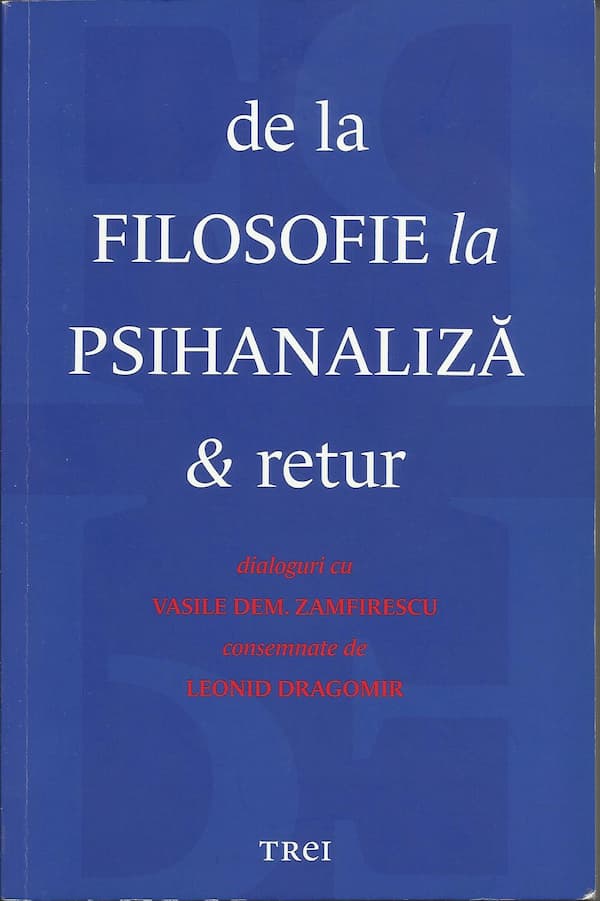 de la
FILOSOFIE la
PSIHANALIZĂ
& retur
dialoguri cu
VASILE DEM. ZAMFIRESCU
consemnate de
LEONID DRAGOMIR
TREI